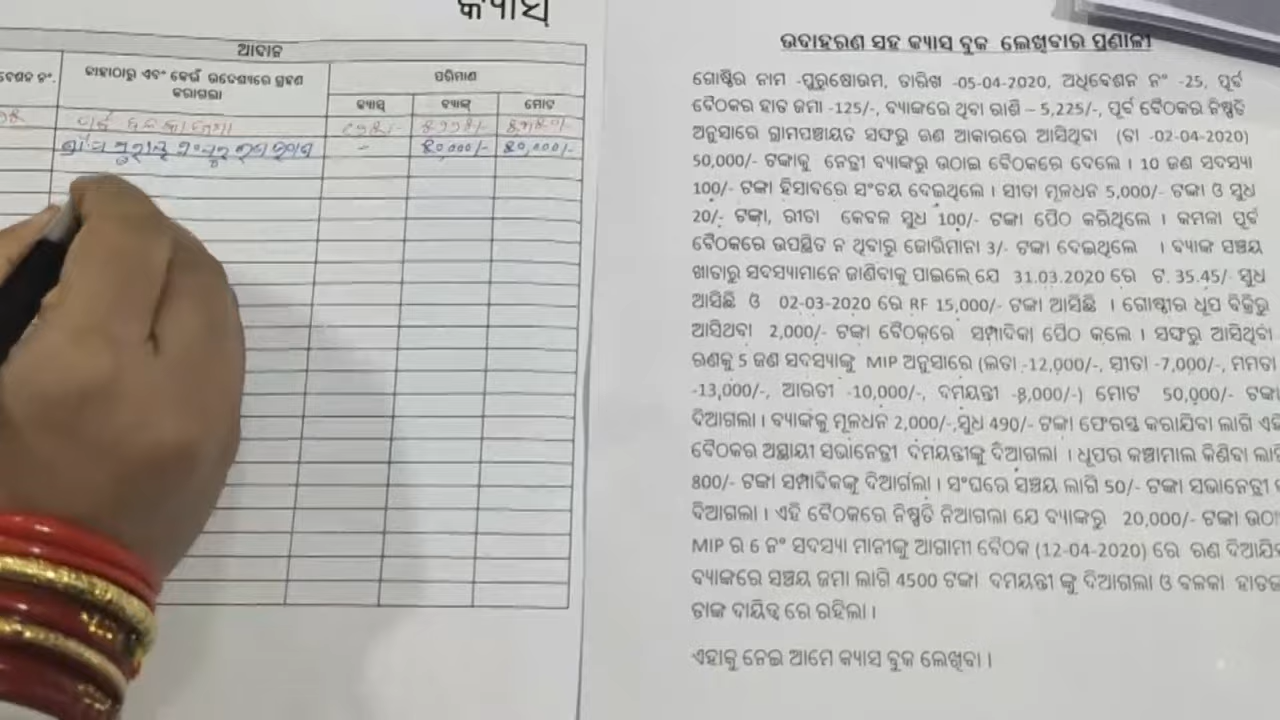 କ୍ୟାସ୍
ଆଦାନ
ନଂ.
କାହାଠାରୁ ଏବଂ କେଉଁ ଉଦେଶ୍ୟରେ ଗ୍ରହଣ
କରାଗଲା
ପରିମାଣ
କ୍ୟାସ୍ ବ୍ୟାଙ୍କ୍ ମୋଟ
୧୨୫/- ୫୨୨୫/- ୫୩୫୦/-
- ୫୦,୦୦୦/- ୫୦,୦୦୦/-
ଉଦାହରଣ ସହ କ୍ୟାସ ବୁକ ଲେଖିବାର ପ୍ରଣାଳୀ
ଗୋଷ୍ଠିର ନାମ -ପୁରୁଷୋତ୍ତମ, ତାରିଖ -05-04-2020, ଅଧିବେଶନ ନଂ -25, ପୂର୍ବ
ବୈଠକର ହାତ ଜମା -125/-, ବ୍ୟାଙ୍କରେ ଥିବା ରାଶି – 5,225/-, ପୂର୍ବ ବୈଠକର ନିଷ୍ପତି
ଅନୁସାରେ ଗ୍ରାମପଞ୍ଚାୟତ ସଙ୍ଘରୁ ଋଣ ଆକାରରେ ଆସିଥିବା (ତା -02-04-2020)
50,000/- ଟଙ୍କାକୁ ନେତ୍ରୀ ବ୍ୟାଙ୍କରୁ ଉଠାଇ ବୈଠକରେ ଦେଲେ । 10 ଜଣ ସଦସ୍ୟା
100/- ଟଙ୍କା ହିସାବରେ ସଂଚୟ ଦେଇଥିଲେ । ସୀତା ମୂଳଧନ 5,000/- ଟଙ୍କା ଓ ସୁଧ
20/- ଟଙ୍କା, ରୀତା କେବଳ ସୁଧ 100/- ଟଙ୍କା ପୈଠ କରିଥିଲେ । କମଳା ପୂର୍ବ
ବୈଠକରେ ଉପସ୍ଥିତ ନ ଥିବାରୁ ଜୋରିମାନା 3/- ଟଙ୍କା ଦେଇଥିଲେ । ବ୍ୟାଙ୍କ ସଞ୍ଚୟ
ଖାତାରୁ ସଦସ୍ୟାମାନେ ଜାଣିବାକୁ ପାଇଲେ ଯେ 31.03.2020 ରେ ଟ. 35.45/- ସୁଧ
ଆସିଛି ଓ 02-03-2020 ରେ RF 15,000/- ଟଙ୍କା ଆସିଛି । ଗୋଷ୍ଠୀର ଧୂପ ବିକ୍ରିରୁ
ଆସିଥିବା 2,000/- ଟଙ୍କା ବୈଠକରେ ସମ୍ପାଦିକା ପୈଠ କଲେ । ସଙ୍ଘରୁ ଆସିଥିବା
ଋଣକୁ 5 ଜଣ ସଦସ୍ୟାଙ୍କୁ MIP ଅନୁସାରେ (ଲତା -12,000/-, ସୀତା -7,000/-, ମମତା
-13,000/-, ଆରତୀ -10,000/-, ଦମୟନ୍ତୀ -8,000/-) ମୋଟ 50,000/- ଟଙ୍କା
ଦିଆଗଲା । ବ୍ୟାଙ୍କକୁ ମୂଳଧନ 2,000/-,ସୁଧ 490/- ଟଙ୍କା ଫେରସ୍ତ କରାଯିବା ଲାଗି ଏହି
ବୈଠକର ଅସ୍ଥାୟୀ ସଭାନେତ୍ରୀ ଦମୟନ୍ତୀଙ୍କୁ ଦିଆଗଲା । ଧୂପର କଞ୍ଚାମାଲ କିଣିବା ଲାଗି
800/- ଟଙ୍କା ସମ୍ପାଦିକଙ୍କୁ ଦିଆଗଲା । ସଂଘରେ ସଞ୍ଚୟ ଲାଗି 50/- ଟଙ୍କା ସଭାନେତ୍ରୀ
ଦିଆଗଲା । ଏହି ବୈଠକରେ ନିଷ୍ପତି ନିଆଗଲା ଯେ ବ୍ୟାଙ୍କରୁ 20,000/- ଟଙ୍କା ଉଠା
MIP ର 6 ନଂ ସଦସ୍ୟା ମାନୀଙ୍କୁ ଆଗାମୀ ବୈଠକ (12-04-2020) ରେ ଋଣ ଦିଆଯିବ
ବ୍ୟାଙ୍କରେ ସଞ୍ଚୟ ଜମା ଲାଗି 4500 ଟଙ୍କା ଦମୟନ୍ତୀ ଙ୍କୁ ଦିଆଗଲା ଓ ବଳକା
ତାଙ୍କ ଦାୟିତ୍ୱ ରେ ରହିଲା ।
ଏହାକୁ ନେଇ ଆମେ କ୍ୟାସ ବୁକ ଲେଖିବା ।